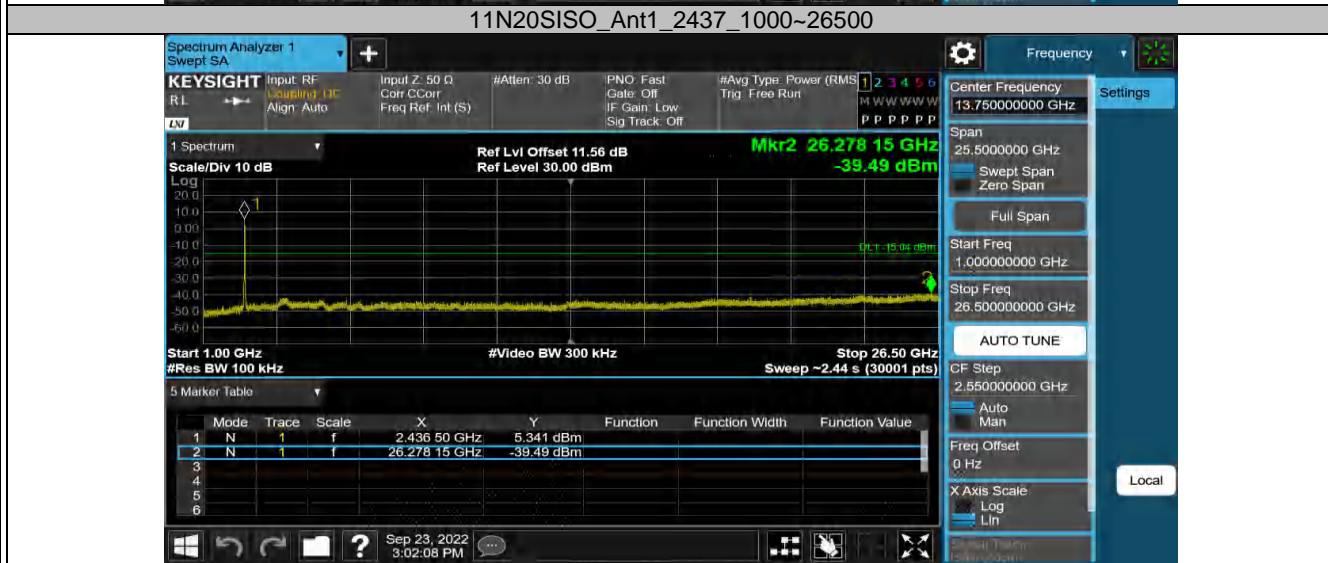 11N20SISO_Ant1_2437_1000~26500
Spectrum Analyzer 1
Swept SA
Frequency
KEYSIGHT
RL
LXI
Input: RF
Coupling: DC
Align: Auto
Input Z: 50 Ω
Corr CCorr
Freq Ref: Int (S)
#Atten: 30 dB
PNO: Fast
Gate: Off
IF Gain: Low
Sig Track: Off
#Avg Type: Power (RMS
Trig: Free Run
1 2 3 4 5 6
M W W W W W
P P P P P P
Center Frequency
13.750000000 GHz
Settings
Span
25.5000000 GHz
Swept Span
Zero Span
Full Span
Start Freq
1.000000000 GHz
Stop Freq
26.500000000 GHz
AUTO TUNE
CF Step
2.550000000 GHz
Auto
Man
Freq Offset
0 Hz
X Axis Scale
Log
Lin
Local
1 Spectrum
Scale/Div 10 dB
Ref Lvl Offset 11.56 dB
Ref Level 30.00 dBm
Mkr2 26.278 15 GHz
-39.49 dBm
Log
20.0
10.0
0.00
-10.0
-20.0
-30.0
-40.0
-50.0
-60.0
1
DL1 -15.04 dBm
2
Start 1.00 GHz
#Res BW 100 kHz
#Video BW 300 kHz
Stop 26.50 GHz
Sweep ~2.44 s (30001 pts)
5 Marker Table
Mode Trace Scale X Y Function Function Width Function Value
1 N 1 f 2.436 50 GHz 5.341 dBm
2 N 1 f 26.278 15 GHz -39.49 dBm
3
4
5
6
Sep 23, 2022
3:02:08 PM